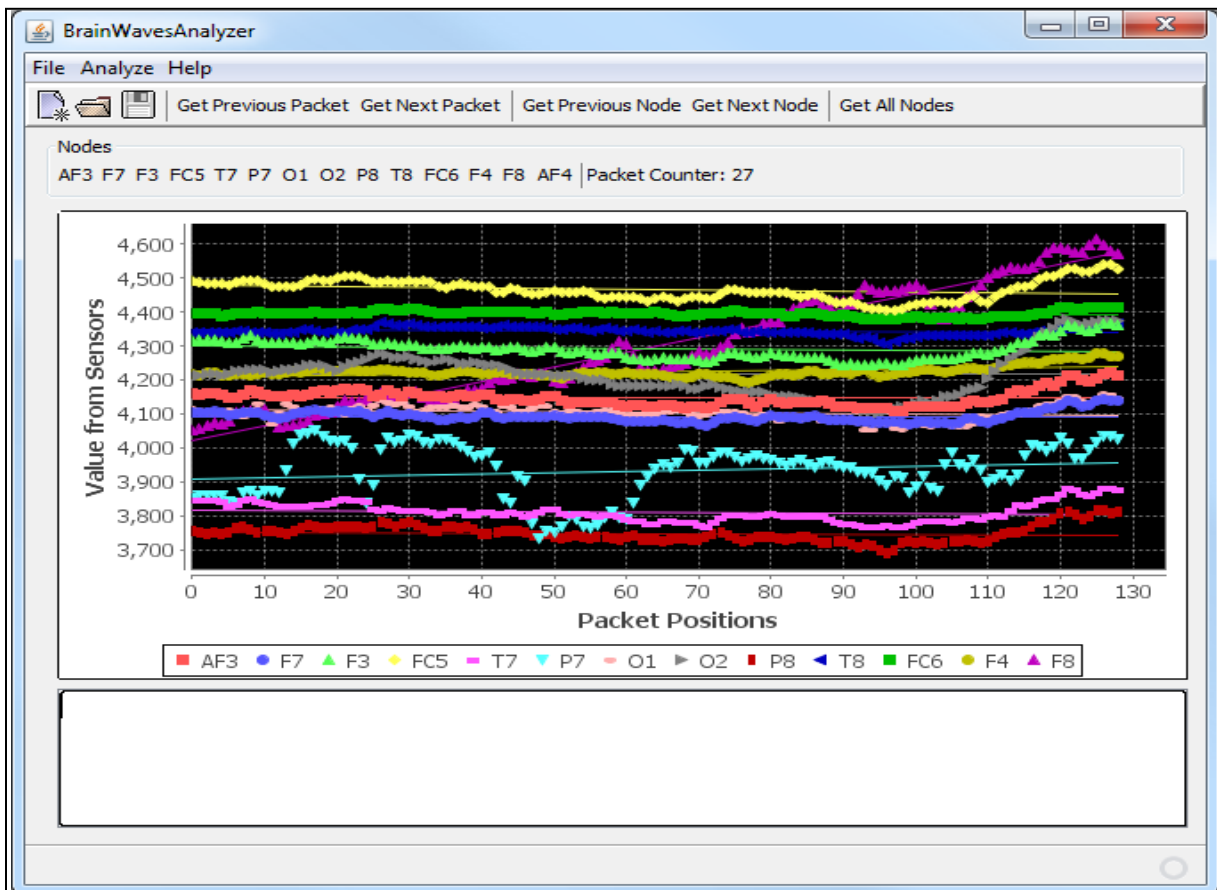 BrainWavesAnalyzer
File Analyze Help
Get Previous Packet Get Next Packet Get Previous Node Get Next Node Get All Nodes
Nodes
AF3 F7 F3 FC5 T7 P7 O1 O2 P8 T8 FC6 F4 F8 AF4 Packet Counter: 27
Value from Sensors
4,600
4,500
4,400
4,300
4,200
4,100
4,000
3,900
3,800
3,700
0 10 20 30 40 50 60 70 80 90 100 110 120 130
Packet Positions
AF3 F7 F3 FC5 T7 P7 O1 O2 P8 T8 FC6 F4 F8